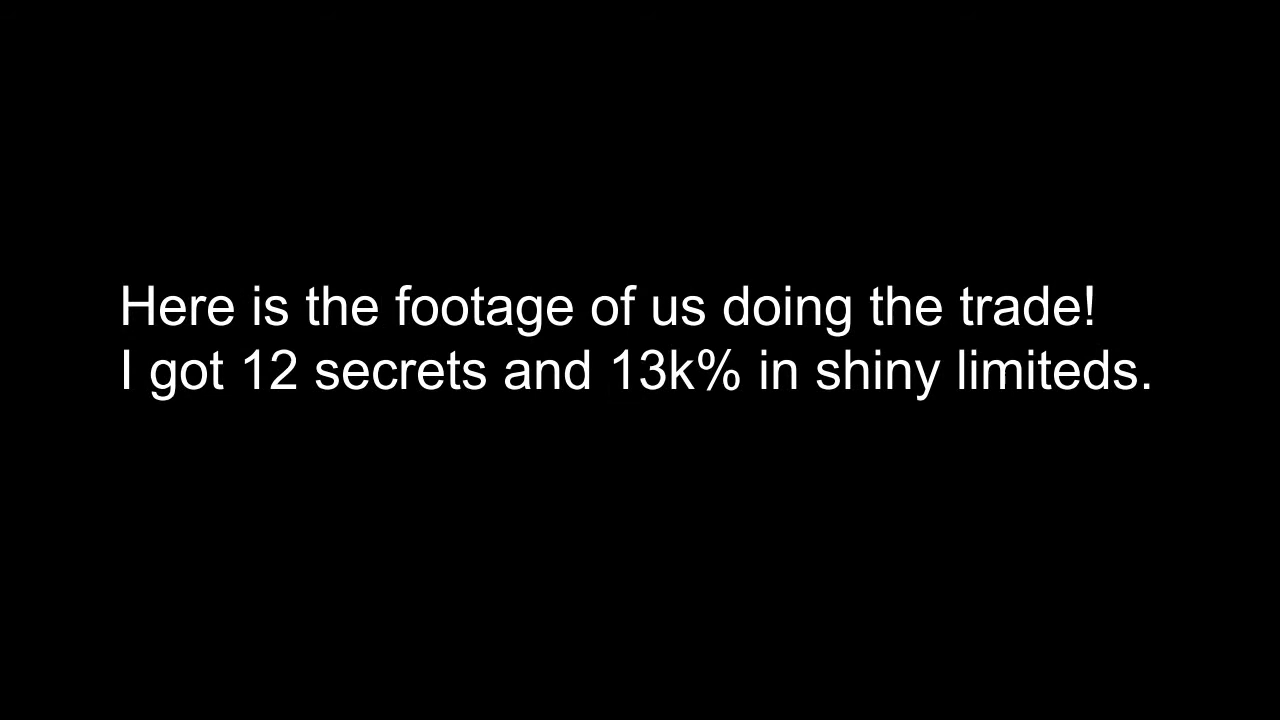 Here is the footage of us doing the trade!
I got 12 secrets and 13k% in shiny limiteds.